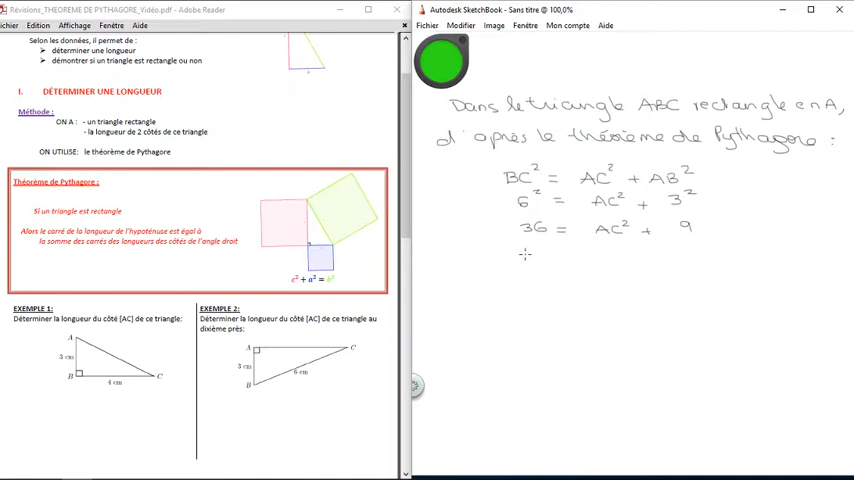 Révisions_THEOREME DE PYTHAGORE_Vidéo.pdf - Adobe Reader
Fichier Edition Affichage Fenêtre Aide
Selon les données, il permet de :
déterminer une longueur
démontrer si un triangle est rectangle ou non
I. DÉTERMINER UNE LONGUEUR
Méthode :
ON A : - un triangle rectangle
- la longueur de 2 côtés de ce triangle
ON UTILISE: le théorème de Pythagore
Théorème de Pythagore :
Si un triangle est rectangle
Alors le carré de la longueur de l'hypoténuse est égal à
la somme des carrés des longueurs des côtés de l'angle droit
c² + a² = b²
EXEMPLE 1:
Déterminer la longueur du côté [AC] de ce triangle:
A
3 cm
B
4 cm
C
EXEMPLE 2:
Déterminer la longueur du côté [AC] de ce triangle au
dixième près:
A
C
3 cm
6 cm
B
Autodesk SketchBook - Sans titre @ 100,0%
Fichier Modifier Image Fenêtre Mon compte Aide
Dans le triangle ABC rectangle en A,
d'après le théorème de Pythagore :
BC² = AC² + AB²
6² = AC² + 3²
36 = AC² + 9